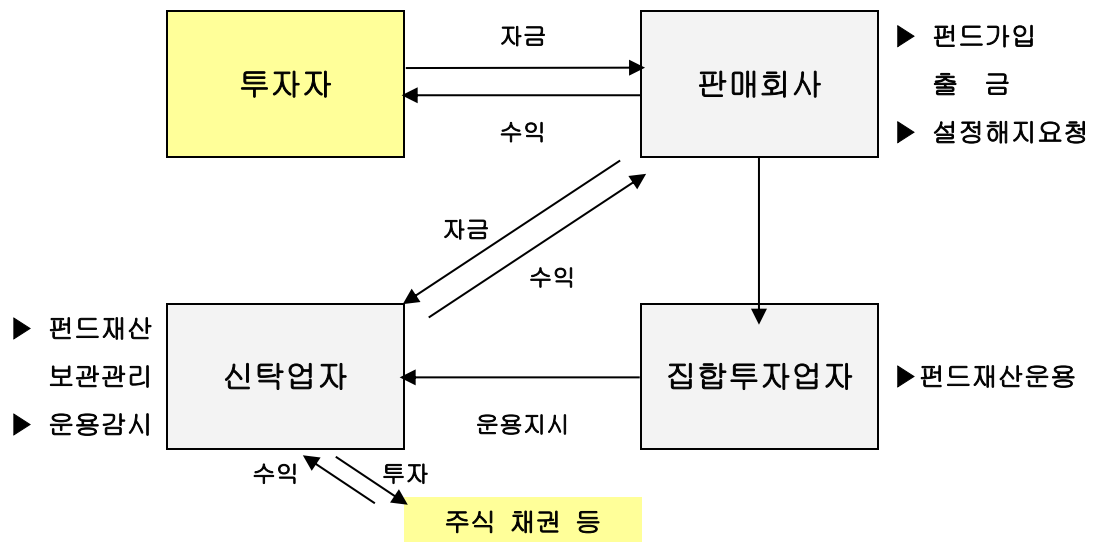 자금
▶ 펀드가입
투자자
판매회사
출 금
수익
▶ 설정해지요청
자금
수익
▶ 펀드재산
보관관리
▶ 운용감시
신탁업자
집합투자업자
▶펀드재산운용
운용지시
수익
투자
주식 채권 등